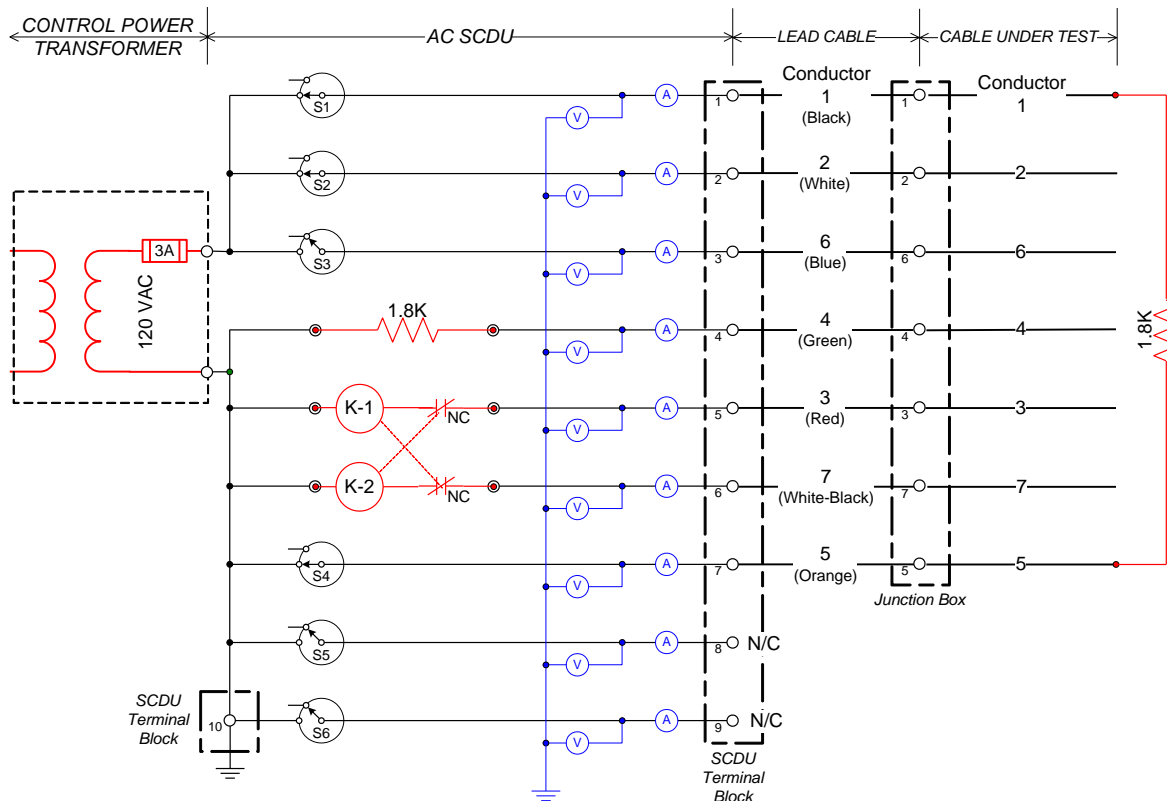 CONTROL POWER
TRANSFORMER
AC SCDU
LEAD CABLE
CABLE UNDER TEST
S1
V
A
1
Conductor
1
(Black)
1
Conductor
1
S2
V
A
2
2
(White)
2
2
3A
120 VAC
S3
V
A
3
6
(Blue)
6
6
1.8K
V
A
4
4
(Green)
4
4
1.8K
K-1
NC
V
A
5
3
(Red)
3
3
K-2
NC
V
A
6
7
(White-Black)
7
7
S4
V
A
7
5
(Orange)
5
5
Junction Box
S5
V
A
8
N/C
SCDU
Terminal
Block
10
S6
V
A
9
N/C
SCDU
Terminal
Block